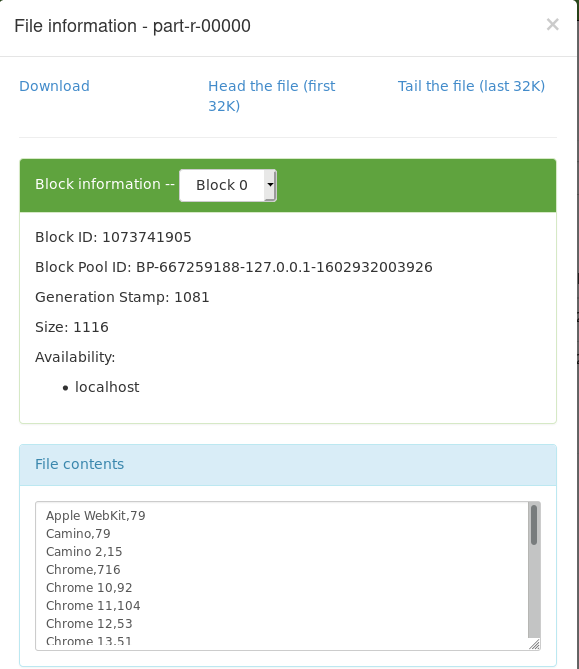 File information - part-r-00000
×
Download
Head the file (first
32K)
Tail the file (last 32K)
Block information -- Block 0
Block ID: 1073741905
Block Pool ID: BP-667259188-127.0.0.1-1602932003926
Generation Stamp: 1081
Size: 1116
Availability:
• localhost
File contents
Apple WebKit,79
Camino,79
Camino 2,15
Chrome,716
Chrome 10,92
Chrome 11,104
Chrome 12,53
Chrome 13,51